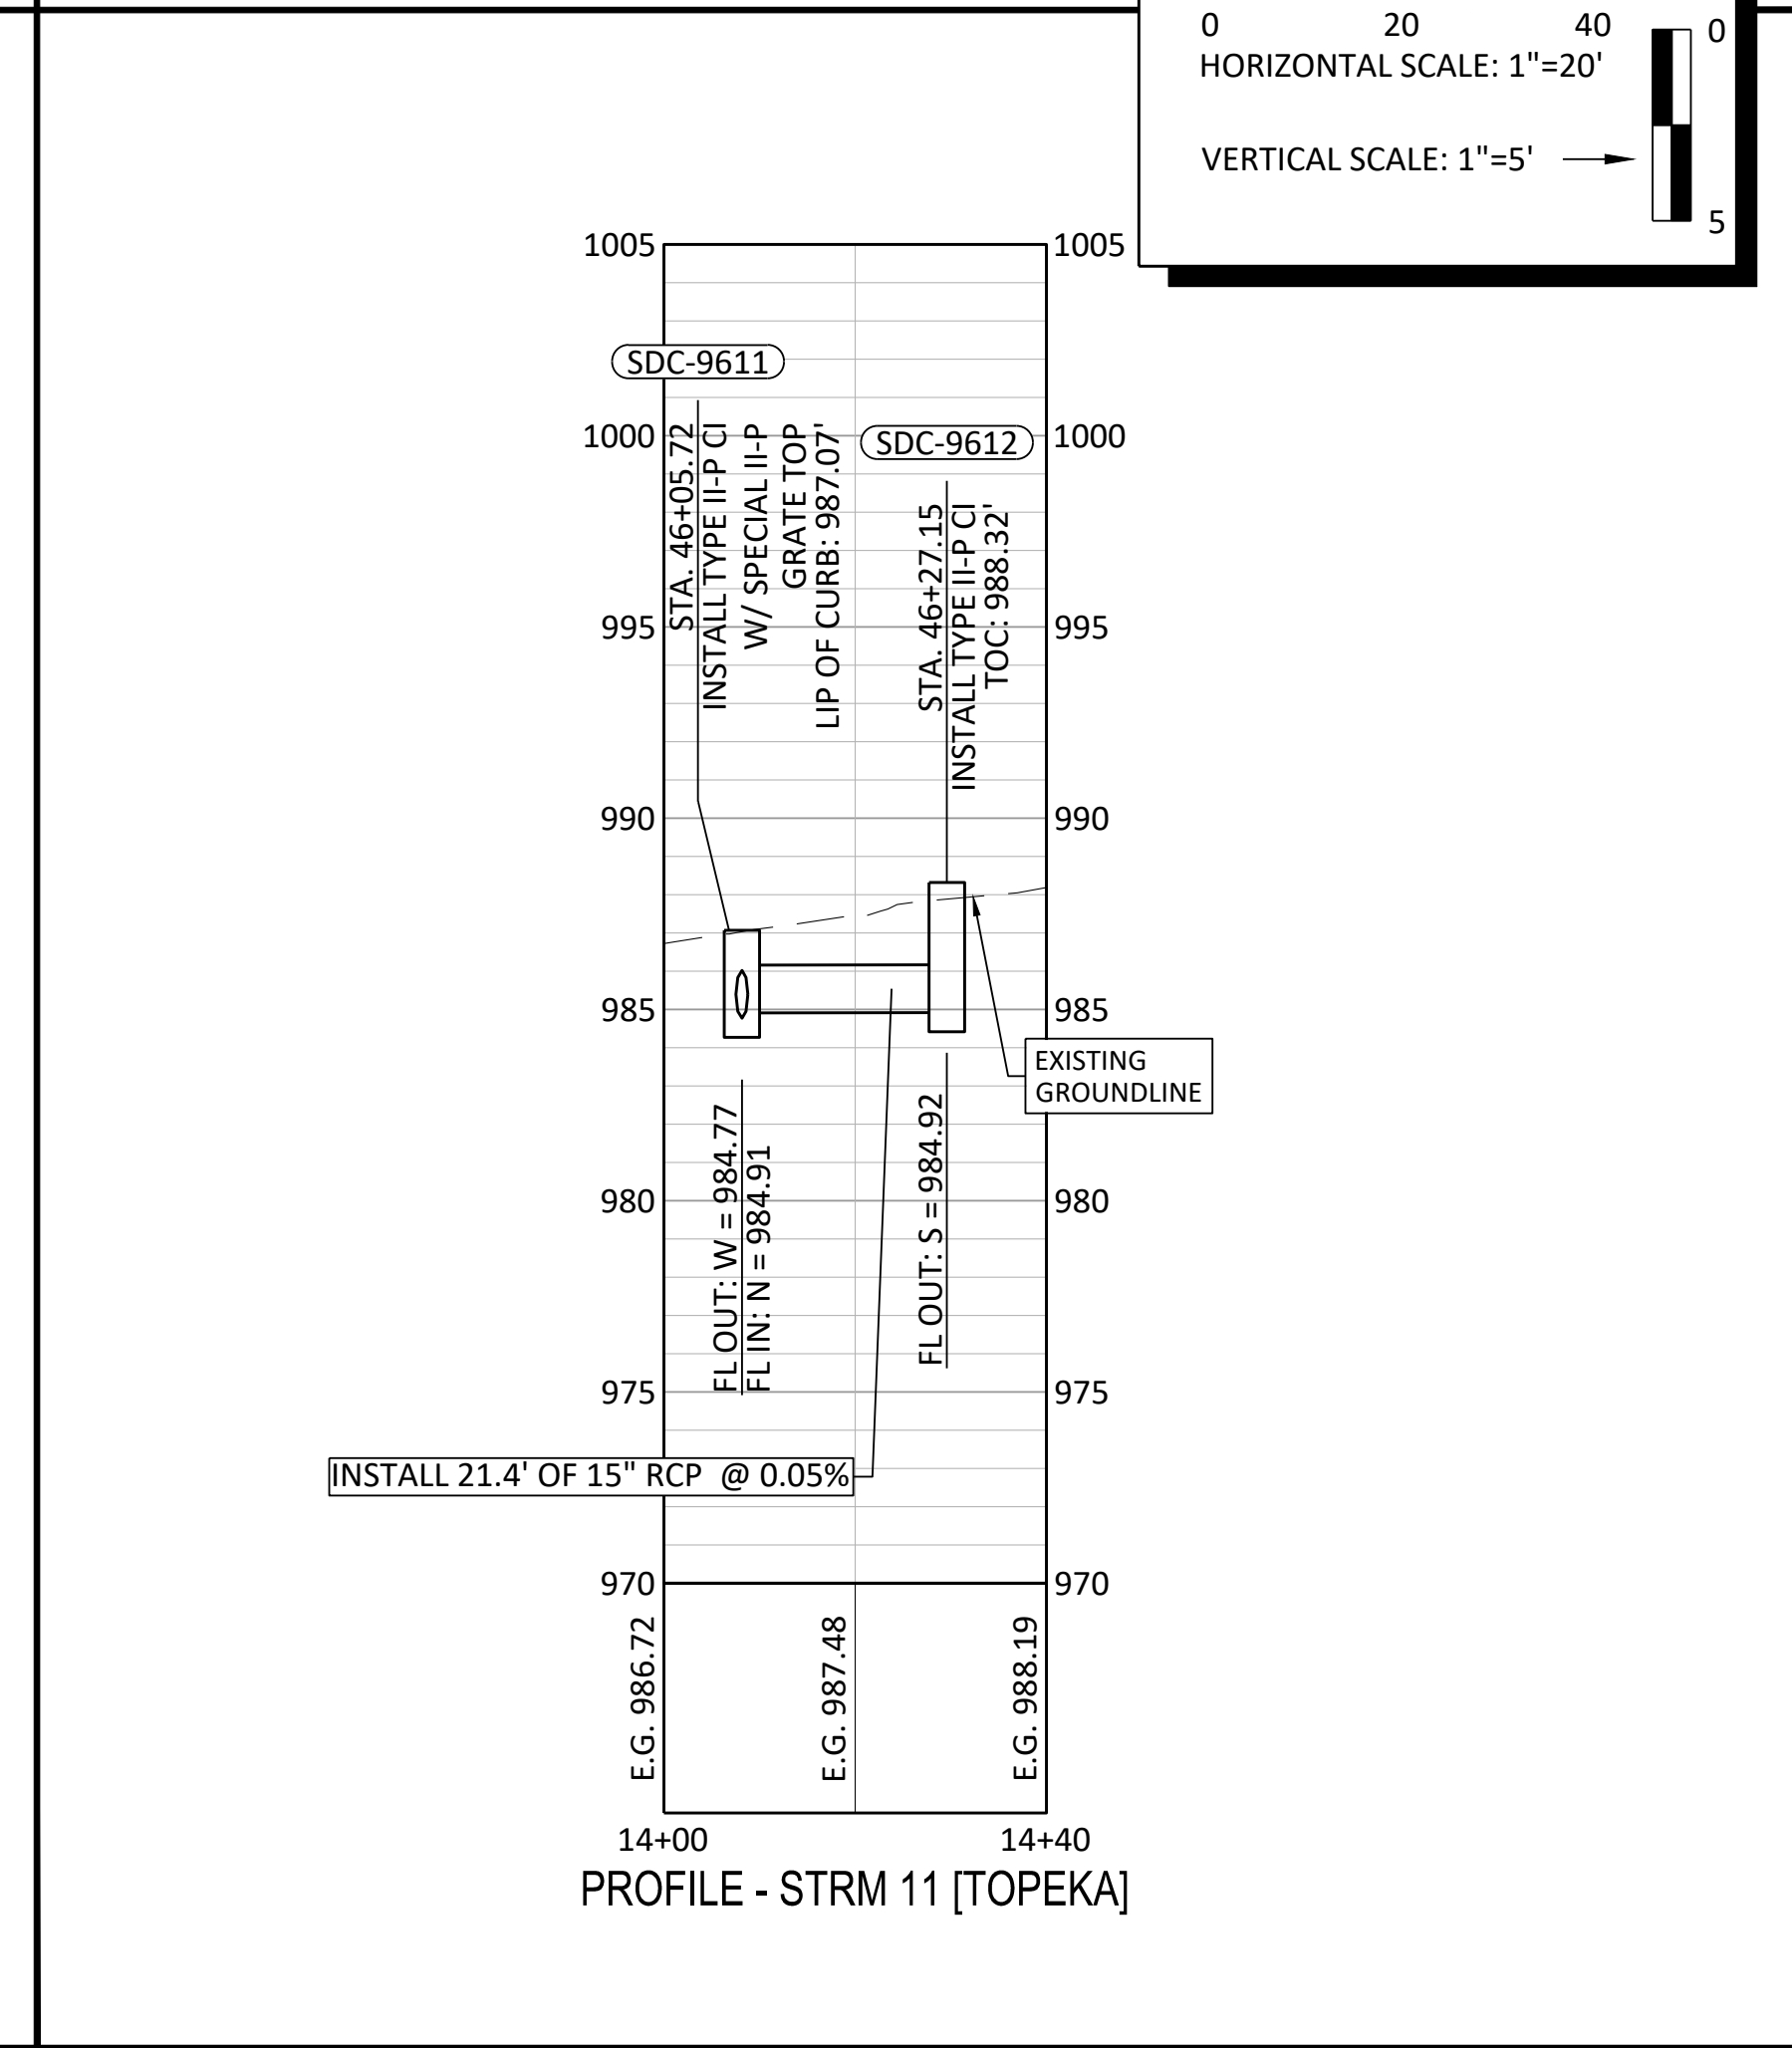 0 20 40
HORIZONTAL SCALE: 1"=20'
0
VERTICAL SCALE: 1"=5'
5
1005 1005
SDC-9611
STA. 46+05.72
INSTALL TYPE II-P CI
W/ SPECIAL II-P
GRATE TOP
LIP OF CURB: 987.07'
1000 1000
SDC-9612
STA. 46+27.15
INSTALL TYPE II-P CI
TOC: 988.32'
995 995
990 990
985 985
EXISTING
GROUNDLINE
FL OUT: W = 984.77
FL IN: N = 984.91
FL OUT: S = 984.92
980 980
975 975
INSTALL 21.4' OF 15" RCP @ 0.05%
970 970
E.G. 986.72
E.G. 987.48
E.G. 988.19
14+00 14+40
PROFILE - STRM 11 [TOPEKA]